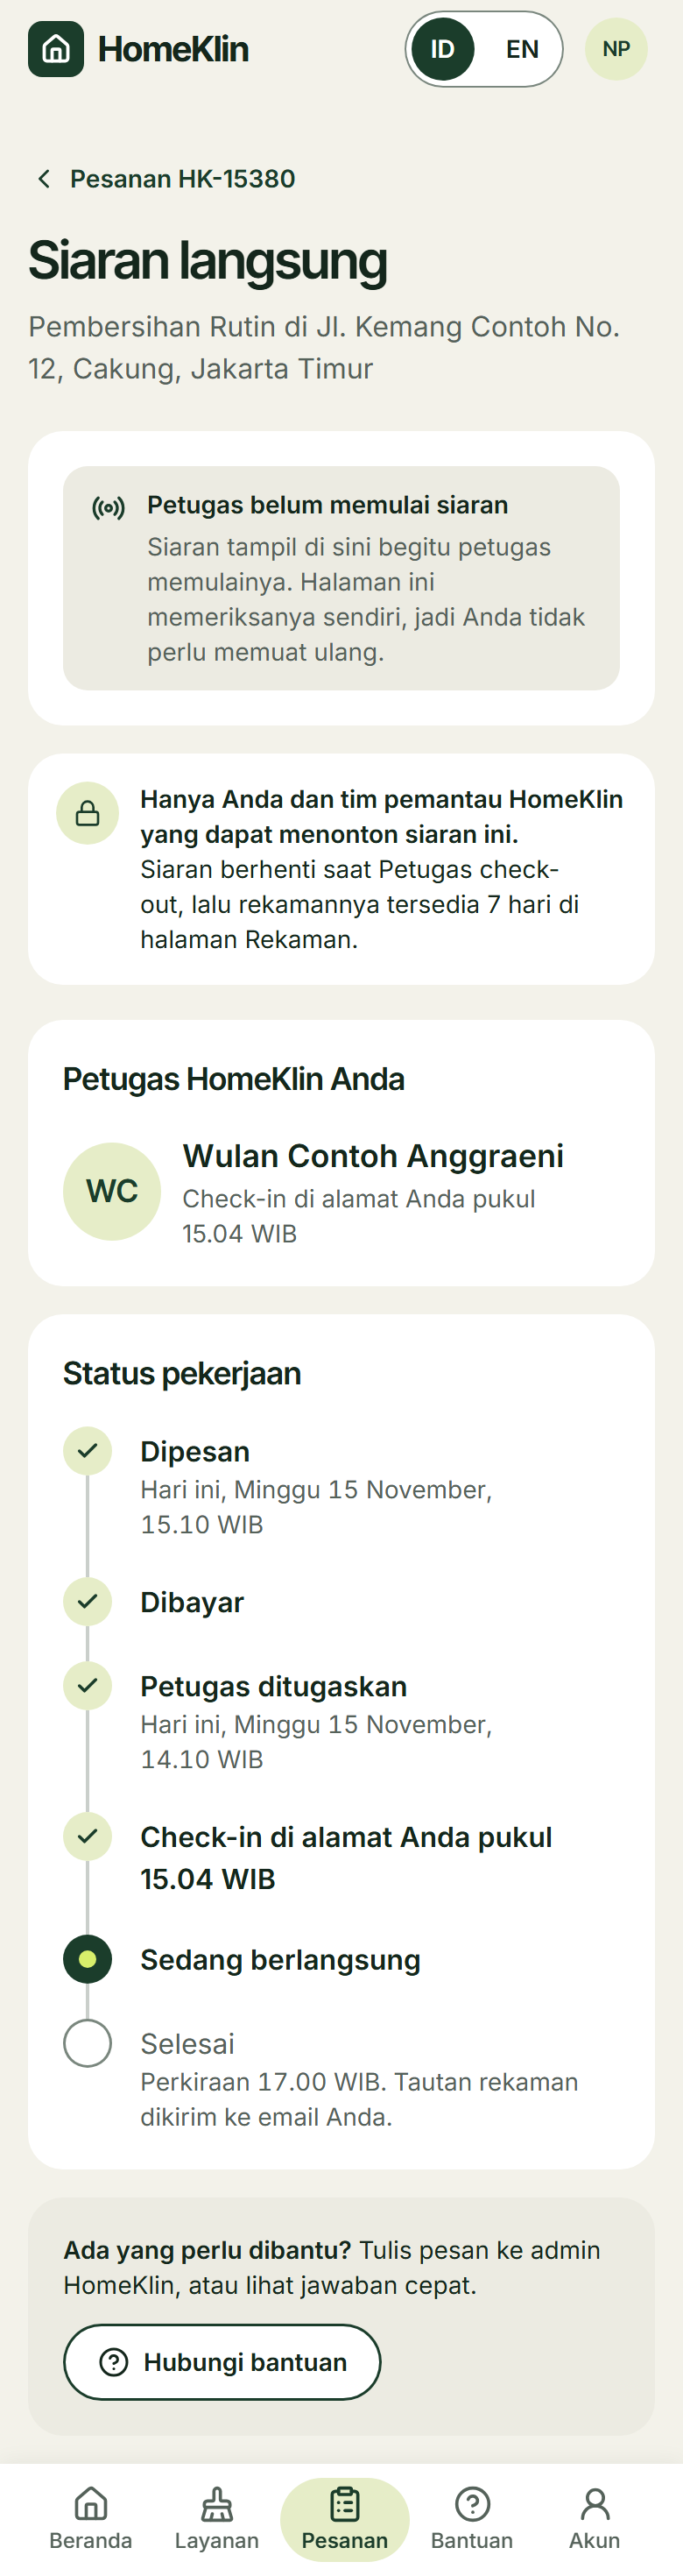 HomeKlin
ID
EN
NP
Pesanan HK-15380
Siaran langsung
Pembersihan Rutin di Jl. Kemang Contoh No.
12, Cakung, Jakarta Timur
Petugas belum memulai siaran
Siaran tampil di sini begitu petugas
memulainya. Halaman ini
memeriksanya sendiri, jadi Anda tidak
perlu memuat ulang.
Hanya Anda dan tim pemantau HomeKlin
yang dapat menonton siaran ini.
Siaran berhenti saat Petugas check-
out, lalu rekamannya tersedia 7 hari di
halaman Rekaman.
Petugas HomeKlin Anda
WC
Wulan Contoh Anggraeni
Check-in di alamat Anda pukul
15.04 WIB
Status pekerjaan
Dipesan
Hari ini, Minggu 15 November,
15.10 WIB
Dibayar
Petugas ditugaskan
Hari ini, Minggu 15 November,
14.10 WIB
Check-in di alamat Anda pukul
15.04 WIB
Sedang berlangsung
Selesai
Perkiraan 17.00 WIB. Tautan rekaman
dikirim ke email Anda.
Ada yang perlu dibantu? Tulis pesan ke admin
HomeKlin, atau lihat jawaban cepat.
Hubungi bantuan
Beranda
Layanan
Pesanan
Bantuan
Akun